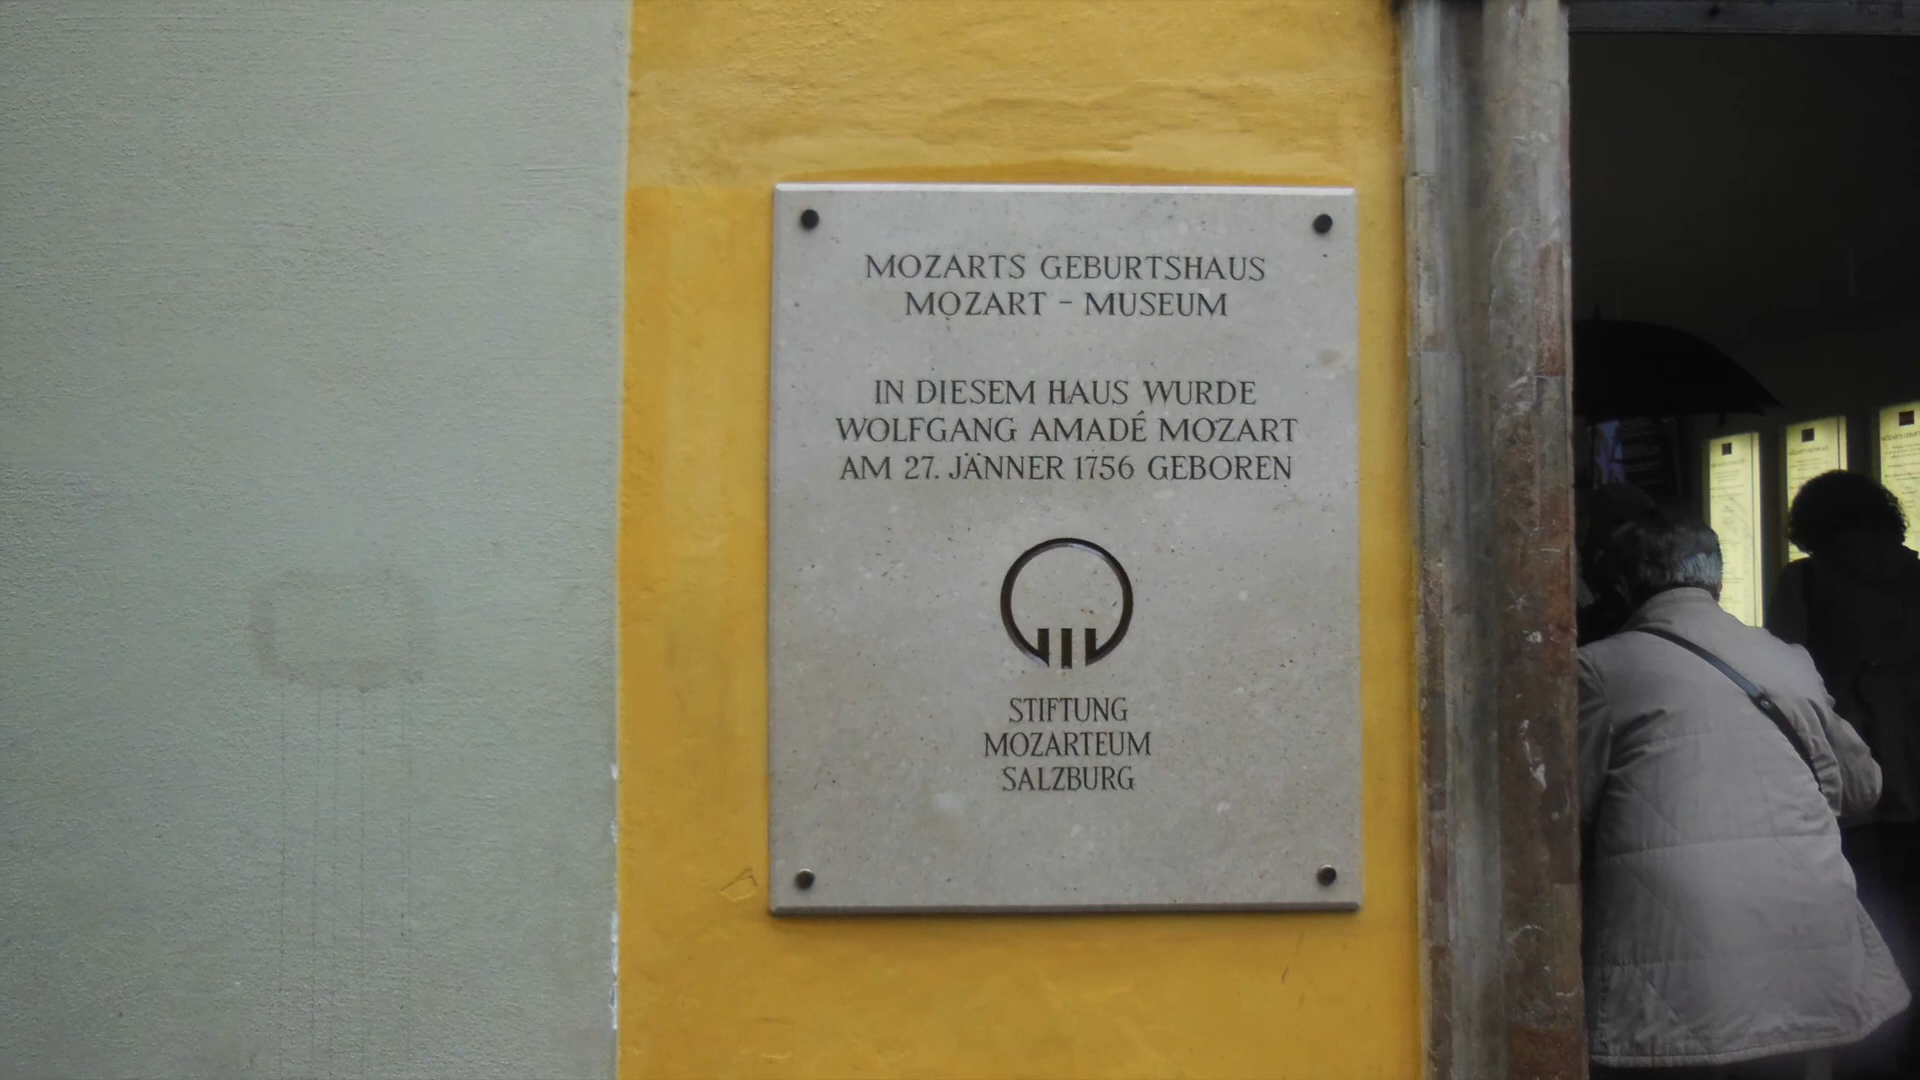 MOZARTS GEBURTSHAUS
MOZART - MUSEUM
IN DIESEM HAUS WURDE
WOLFGANG AMADÉ MOZART
AM 27. JÄNNER 1756 GEBOREN
STIFTUNG
MOZARTEUM
SALZBURG